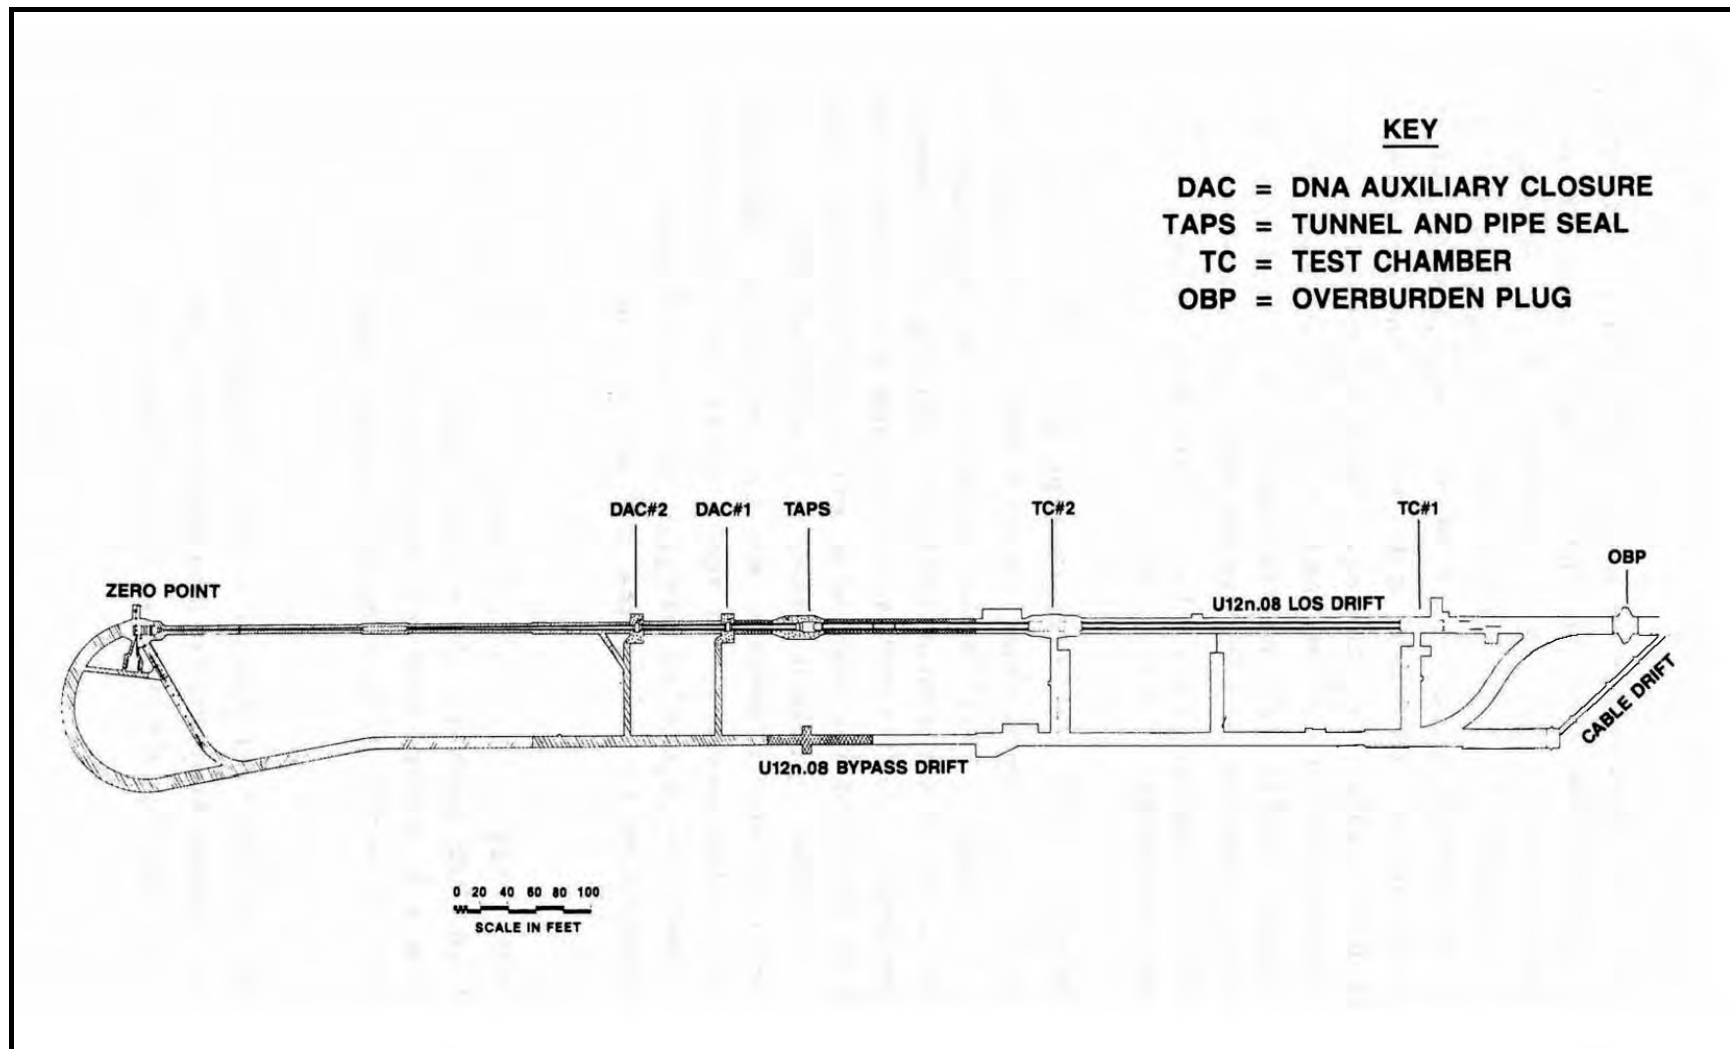 KEY
DAC = DNA AUXILIARY CLOSURE
TAPS = TUNNEL AND PIPE SEAL
TC = TEST CHAMBER
OBP = OVERBURDEN PLUG
DAC#2 DAC#1 TAPS TC#2 TC#1
OBP
ZERO POINT
U12n.08 LOS DRIFT
CABLE DRIFT
U12n.08 BYPASS DRIFT
0 20 40 60 80 100
SCALE IN FEET